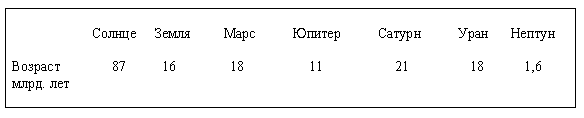 Солнце Земля Марс Юпитер Сатурн Уран Нептун
Возраст 87 16 18 11 21 18 1,6
млрд. лет